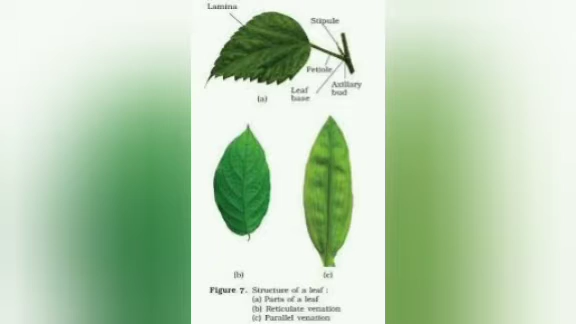 Lamina
Stipule
Petiole
Leaf
base
Axillary
bud
(a)
(b)
(c)
Figure 7. Structure of a leaf :
(a) Parts of a leaf
(b) Reticulate venation
(c) Parallel venation